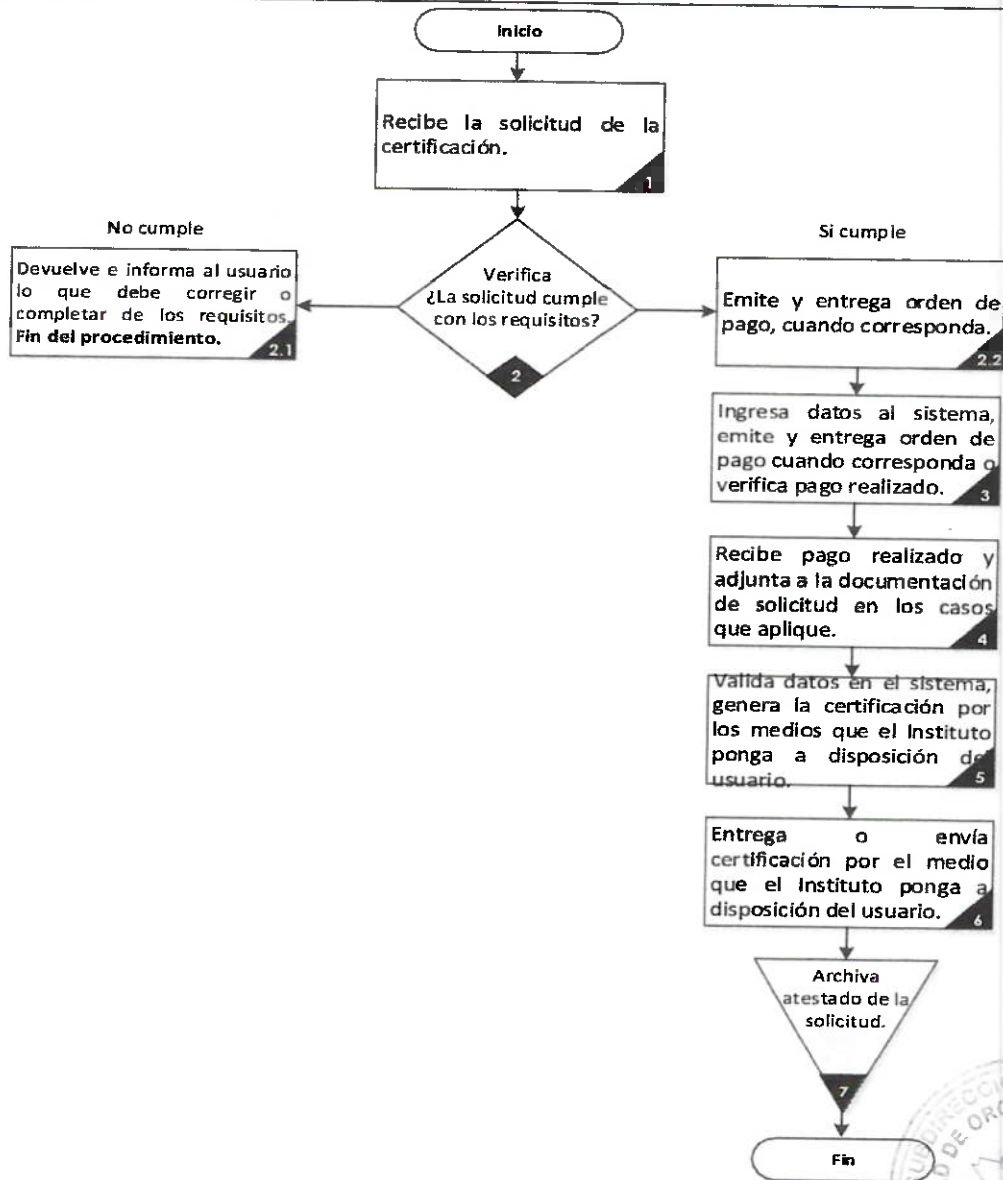 Inicio
Recibe la solicitud de la
certificación.
1
No cumple
Si cumple
Devuelve e informa al usuario
lo que debe corregir o
completar de los requisitos.
Fin del procedimiento.
2.1
Verifica
¿La solicitud cumple
con los requisitos?
2
Emite y entrega orden de
pago, cuando corresponda.
2.2
Ingresa datos al sistema,
emite y entrega orden de
pago cuando corresponda o
verifica pago realizado.
3
Recibe pago realizado y
adjunta a la documentación
de solicitud en los casos
que aplique.
4
Valida datos en el sistema,
genera la certificación por
los medios que el Instituto
ponga a disposición del
usuario.
5
Entrega o envía
certificación por el medio
que el Instituto ponga a
disposición del usuario.
6
Archiva
atestado de la
solicitud.
7
Fin
SUBDIRECCI
D DE ORG